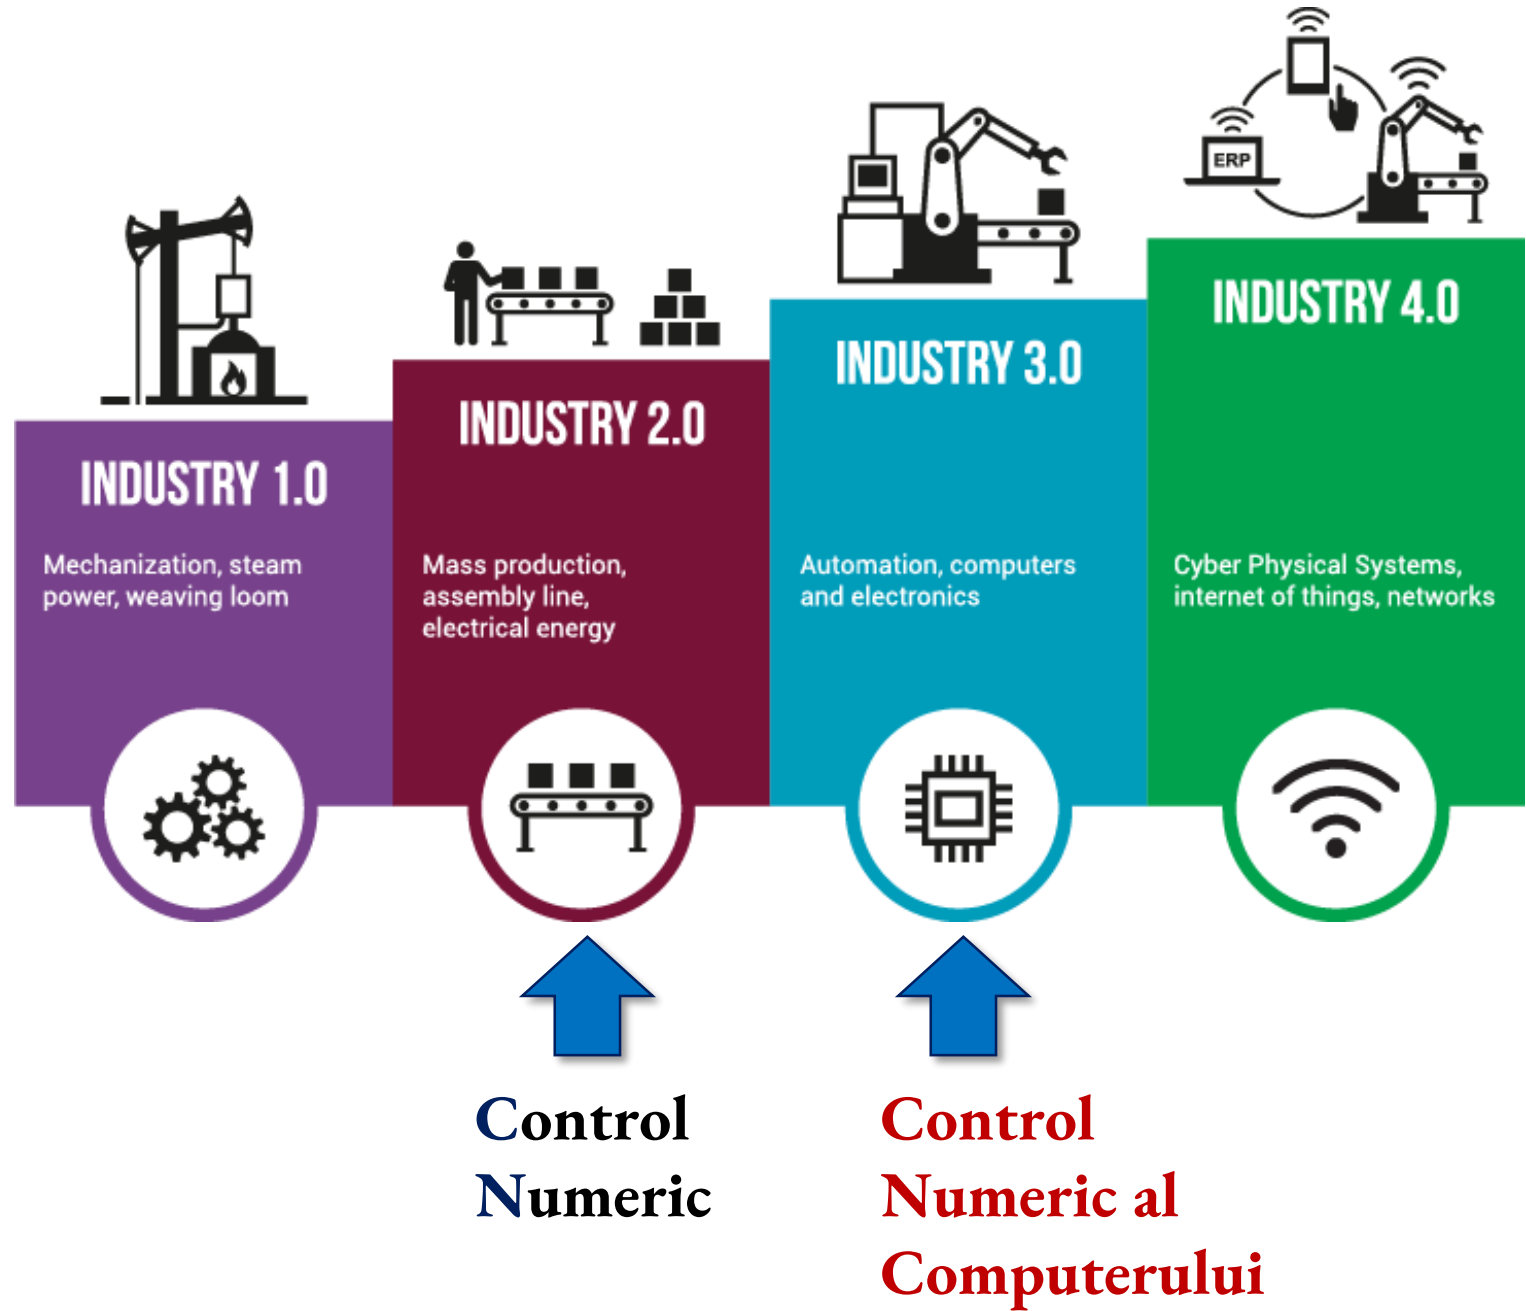 ERP
INDUSTRY 1.0
Mechanization, steam
power, weaving loom
INDUSTRY 2.0
Mass production,
assembly line,
electrical energy
INDUSTRY 3.0
Automation, computers
and electronics
INDUSTRY 4.0
Cyber Physical Systems,
internet of things, networks
Control
Numeric
Control
Numeric al
Computerului